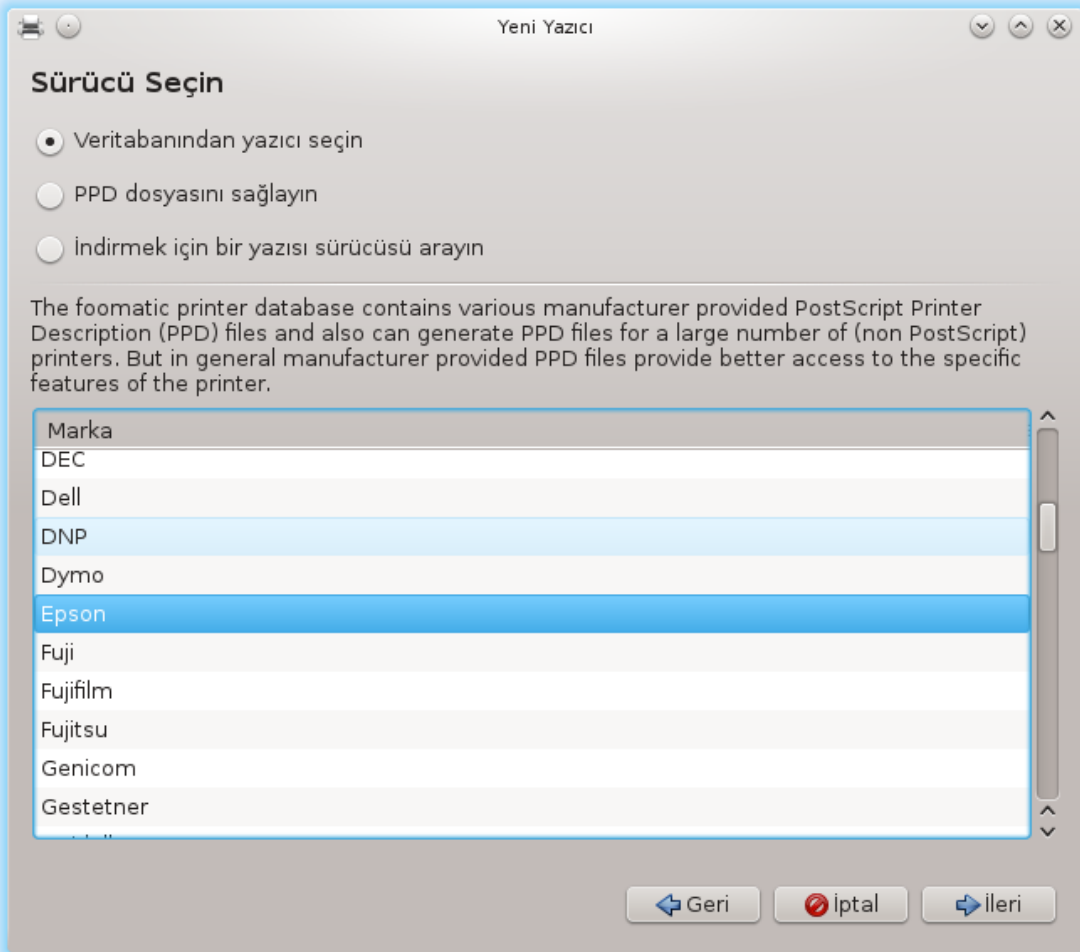 Yeni Yazıcı
Sürücü Seçin
Veritabanından yazıcı seçin
PPD dosyasını sağlayın
İndirmek için bir yazısı sürücüsü arayın
The foomatic printer database contains various manufacturer provided PostScript Printer
Description (PPD) files and also can generate PPD files for a large number of (non PostScript)
printers. But in general manufacturer provided PPD files provide better access to the specific
features of the printer.
Marka
DEC
Dell
DNP
Dymo
Epson
Fuji
Fujifilm
Fujitsu
Genicom
Gestetner
Geri
İptal
İleri